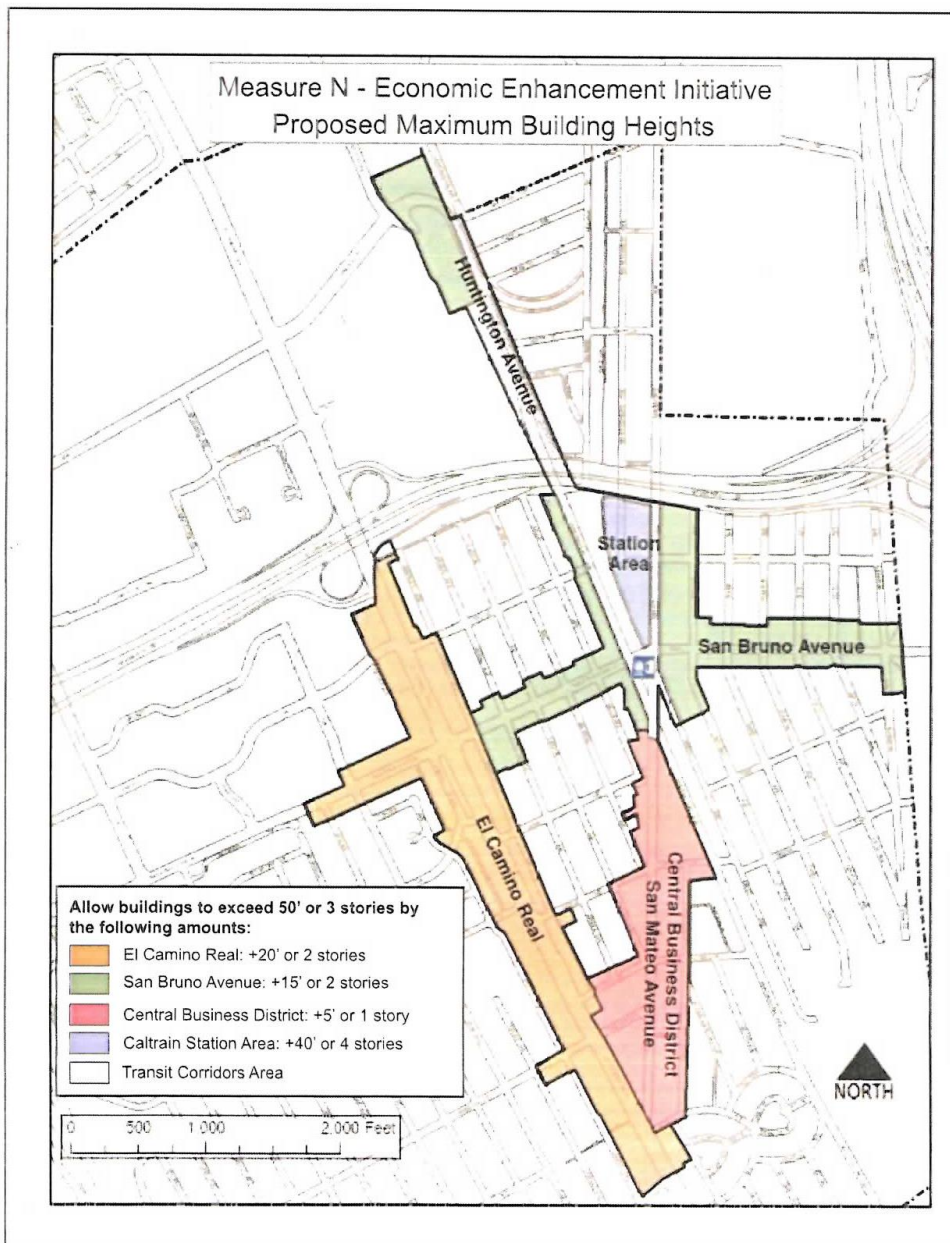 Measure N - Economic Enhancement Initiative
Proposed Maximum Building Heights
Huntington Avenue
Station
Area
San Bruno Avenue
El Camino Real
Central Business District
San Mateo Avenue
Allow buildings to exceed 50' or 3 stories by
the following amounts:
El Camino Real: +20' or 2 stories
San Bruno Avenue: +15' or 2 stories
Central Business District: +5' or 1 story
Caltrain Station Area: +40' or 4 stories
Transit Corridors Area
NORTH
0 500 1 000 2.000 Feet